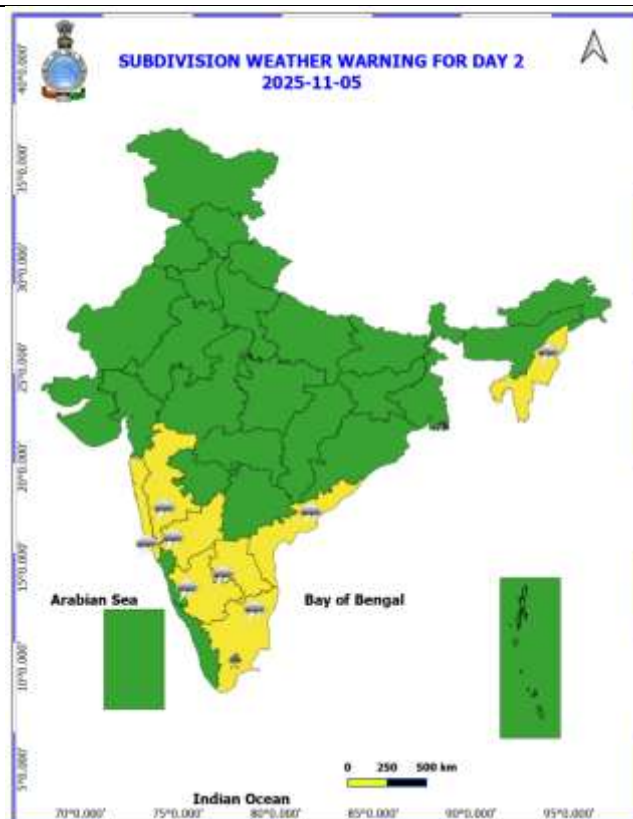 SUBDIVISION WEATHER WARNING FOR DAY 2
2025-11-05
40°0.000'
35°0.000'
30°0.000'
25°0.000'
20°0.000'
15°0.000'
10°0.000'
5°0.000'
Arabian Sea
Bay of Bengal
0 250 500 km
Indian Ocean
70°0.000' 75°0.000' 80°0.000' 85°0.000' 90°0.000' 95°0.000'